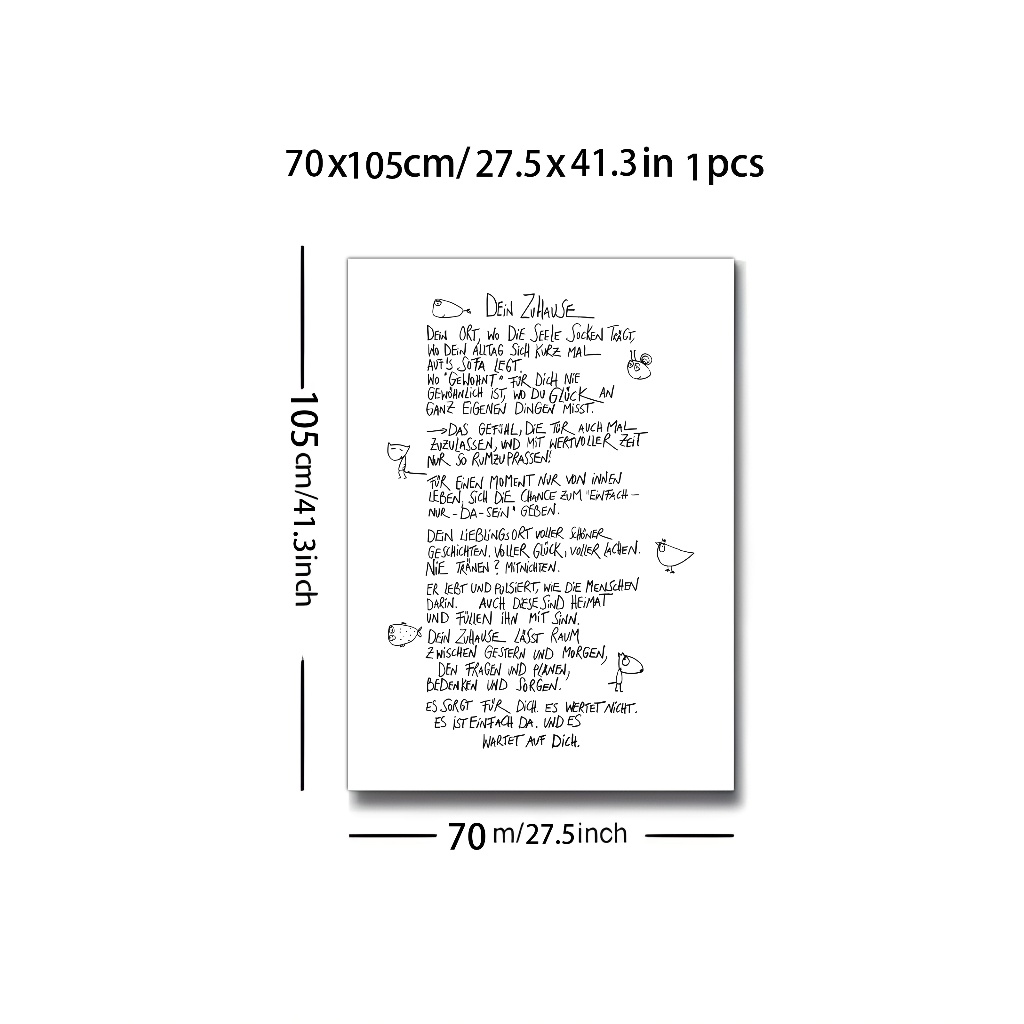 70x105cm/27.5x41.3in 1pcs
DEIN ZUHAUSE
DEIN ORT, WO DIE SEELE SOCKEN TRÄGT,
WO DEIN ALLTAG SICH KURZ MAL
AUF'S SOFA LEGT.
WO "GEWOHNT" FÜR DICH NIE
GEWÖHNLICH IST, WO DU GLÜCK AN
GANZ EIGENEN DINGEN MISST.
→DAS GEFÜHL, DIE TÜR AUCH MAL
ZUZULASSEN, UND MIT WERTVOLLER ZEIT
NUR SO RUMZUPRASSEN!
FÜR EINEN MOMENT NUR VON INNEN
LEBEN, SICH DIE CHANCE ZUM "EINFACH-
NUR-DA-SEIN" GEBEN.
DEIN LIEBLINGSORT VOLLER SCHÖNER
GESCHICHTEN, VOLLER GLÜCK, VOLLER LACHEN.
NIE TRÄNEN? MITNICHTEN.
ER LEBT UND PULSIERT, WIE DIE MENSCHEN
DARIN. AUCH DIESE SIND HEIMAT
UND FÜLLEN IHN MIT SINN.
DEIN ZUHAUSE LÄSST RAUM
ZWISCHEN GESTERN UND MORGEN,
DEN FRAGEN UND PLÄNEN,
BEDENKEN UND SORGEN.
ES SORGT FÜR DICH. ES WERTET NICHT.
ES IST EINFACH DA. UND ES
WARTET AUF DICH.
105cm/41.3inch
70 m/27.5inch